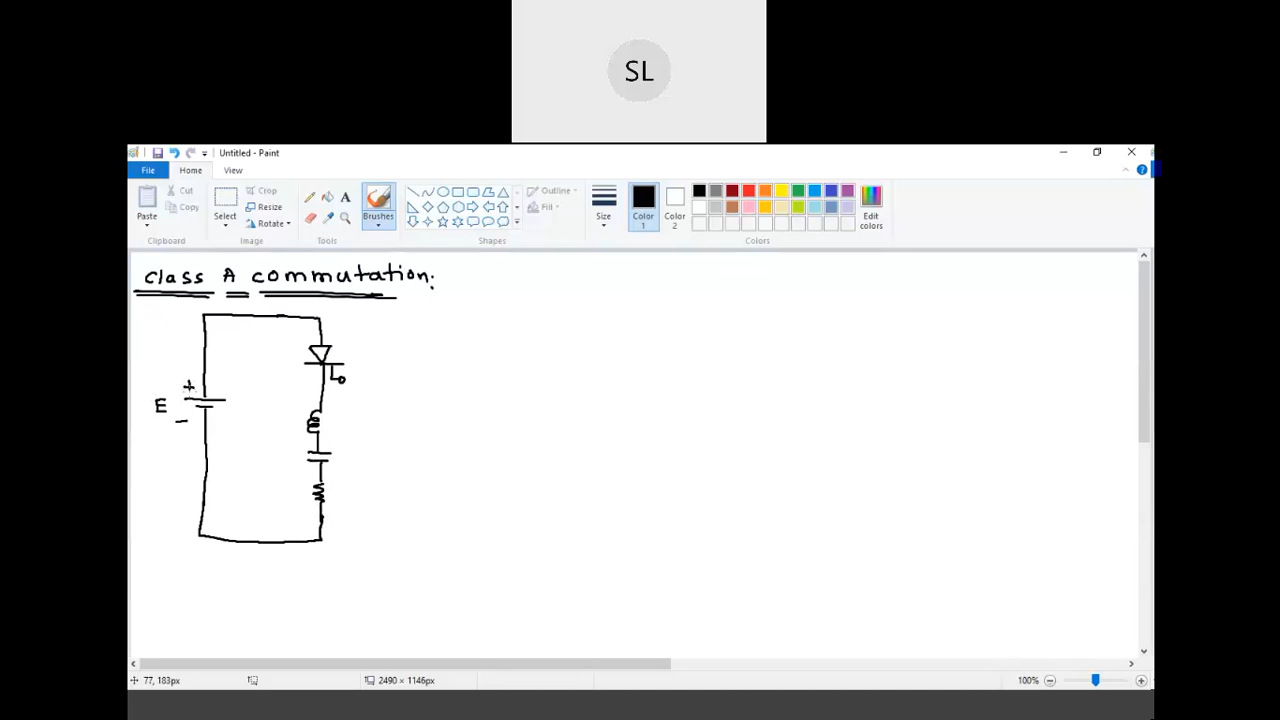 SL
Untitled - Paint
File Home View
Paste
Cut
Copy
Clipboard
Select
Crop
Resize
Rotate
Image
A
Tools
Brushes
Outline
Fill
Shapes
Size
Color 1
Color 2
Edit colors
Colors
Class A commutation:
+
E
-
77, 183px
2490 × 1146px
100%